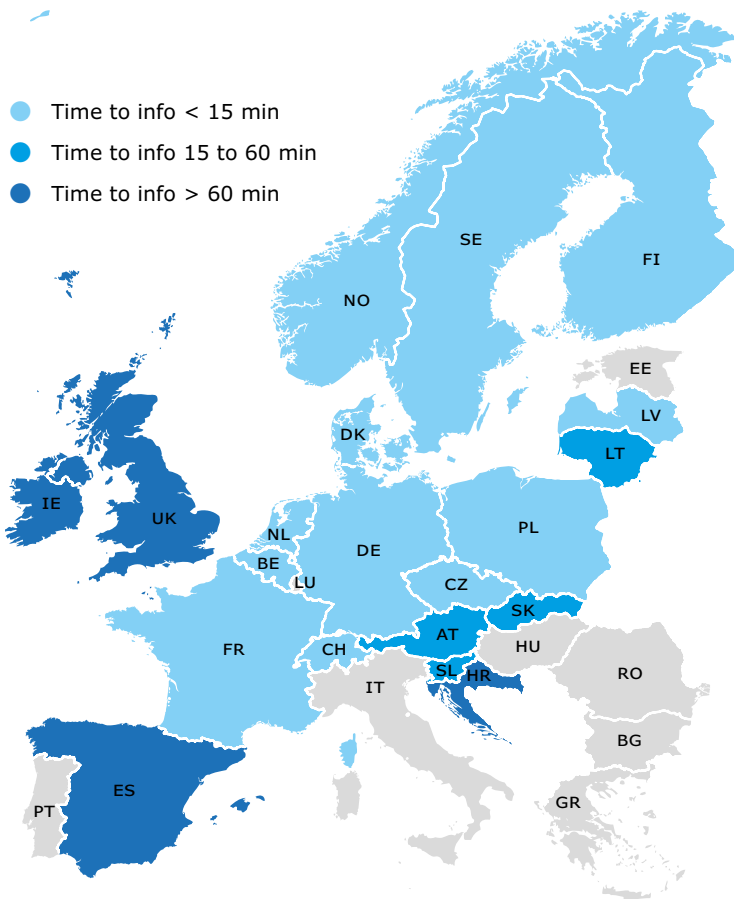 Time to info < 15 min
Time to info 15 to 60 min
Time to info > 60 min
SE
FI
NO
EE
LV
DK
LT
IE
UK
NL
PL
DE
BE
LU
CZ
SK
AT
HU
FR
CH
SL
HR
IT
RO
BG
ES
PT
GR